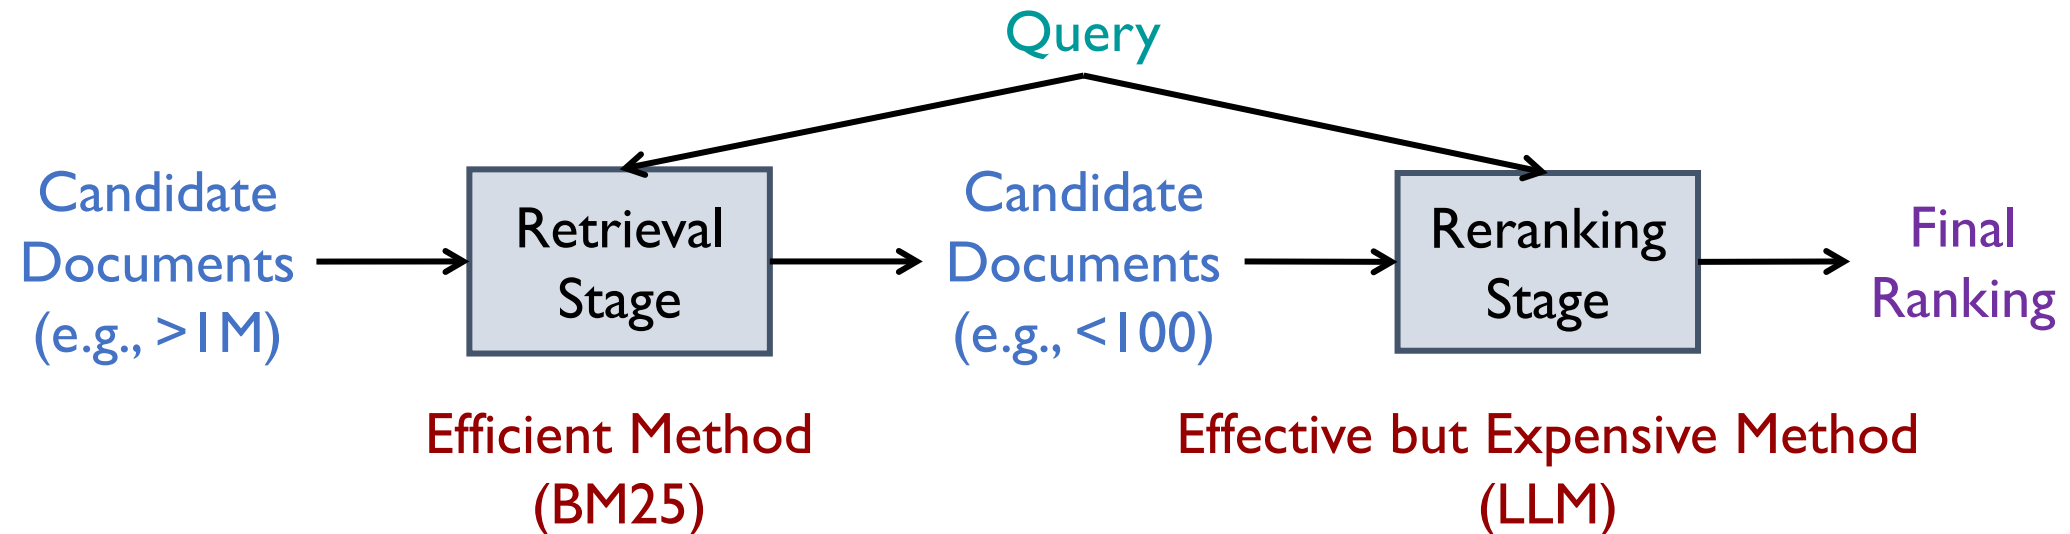 Query
Candidate
Documents
(e.g., >1M)
Retrieval
Stage
Efficient Method
(BM25)
Candidate
Documents
(e.g., <100)
Reranking
Stage
Effective but Expensive Method
(LLM)
Final
Ranking